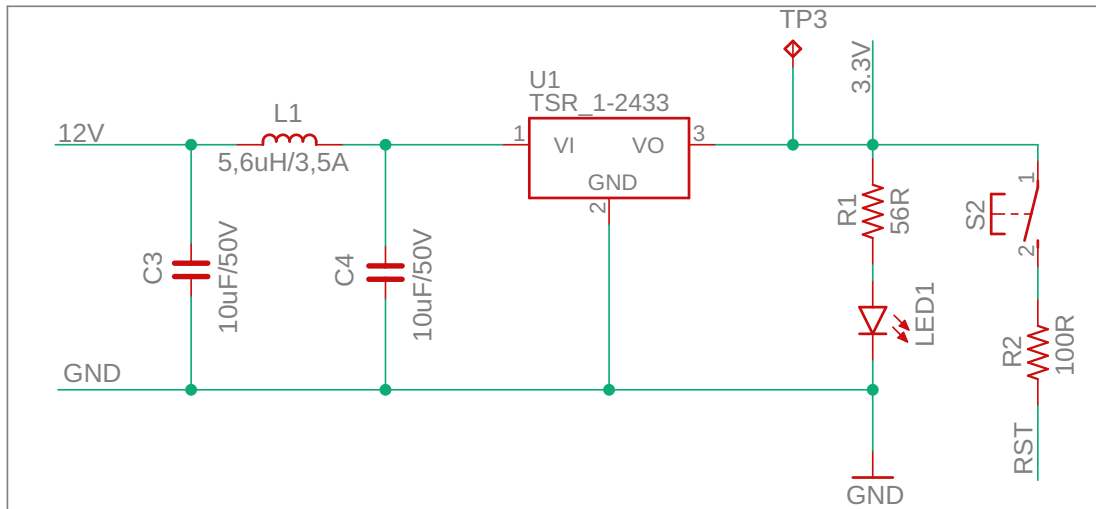 TP3
3.3V
U1
TSR_1-2433
12V
L1
5,6uH/3,5A
1
VI
VO
3
GND
2
C3
10uF/50V
C4
10uF/50V
R1
56R
LED1
S2
1
2
R2
100R
RST
GND
GND